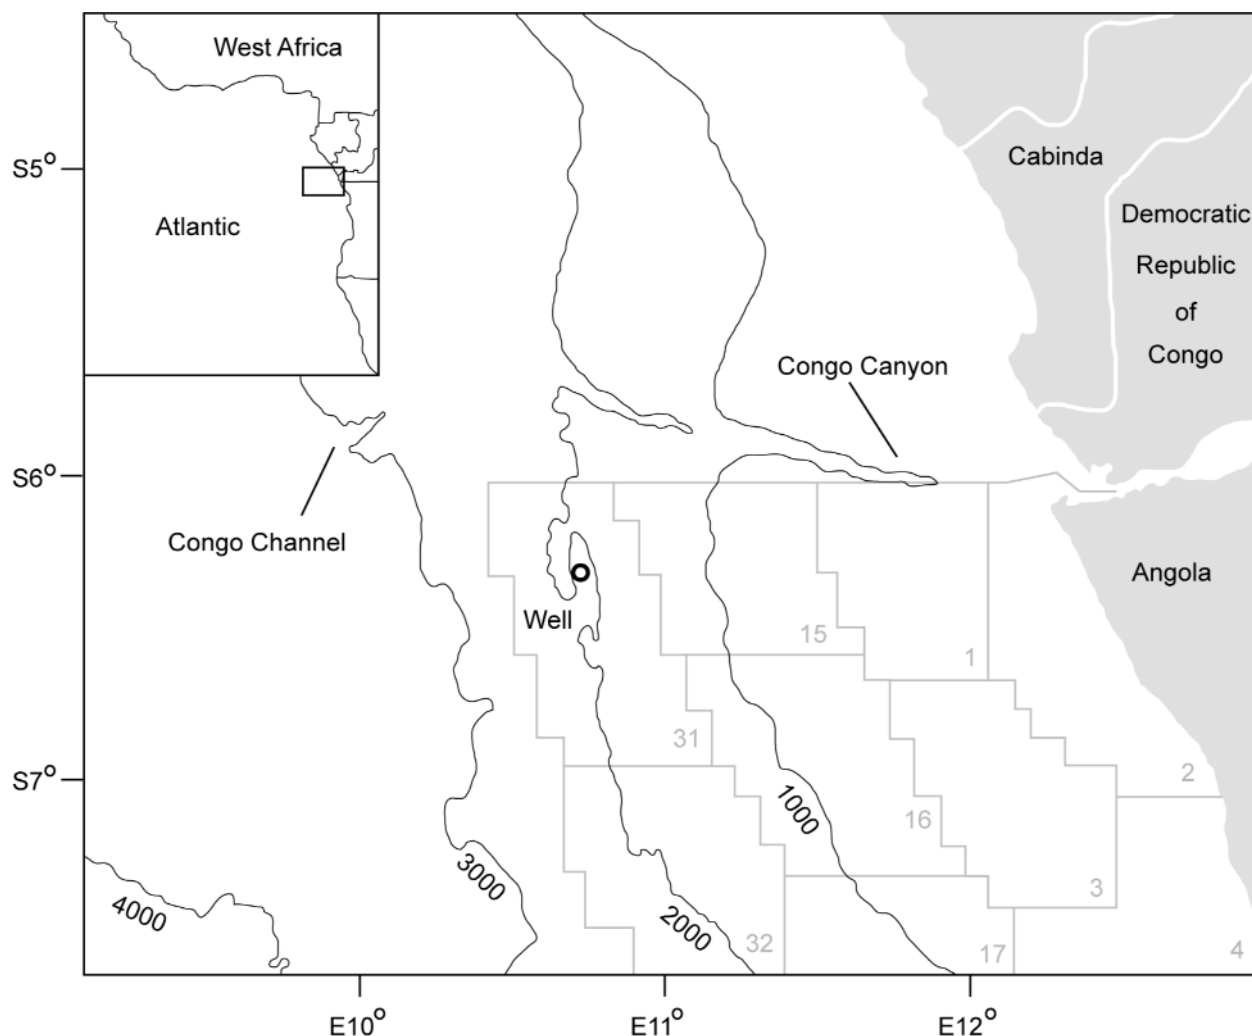 West Africa
Atlantic
S5°
S6°
S7°
Cabinda
Democratic
Republic
of
Congo
Congo Canyon
Congo Channel
Angola
Well
15
1
31
2
16
3
32
17
4
1000
2000
3000
4000
E10°
E11°
E12°